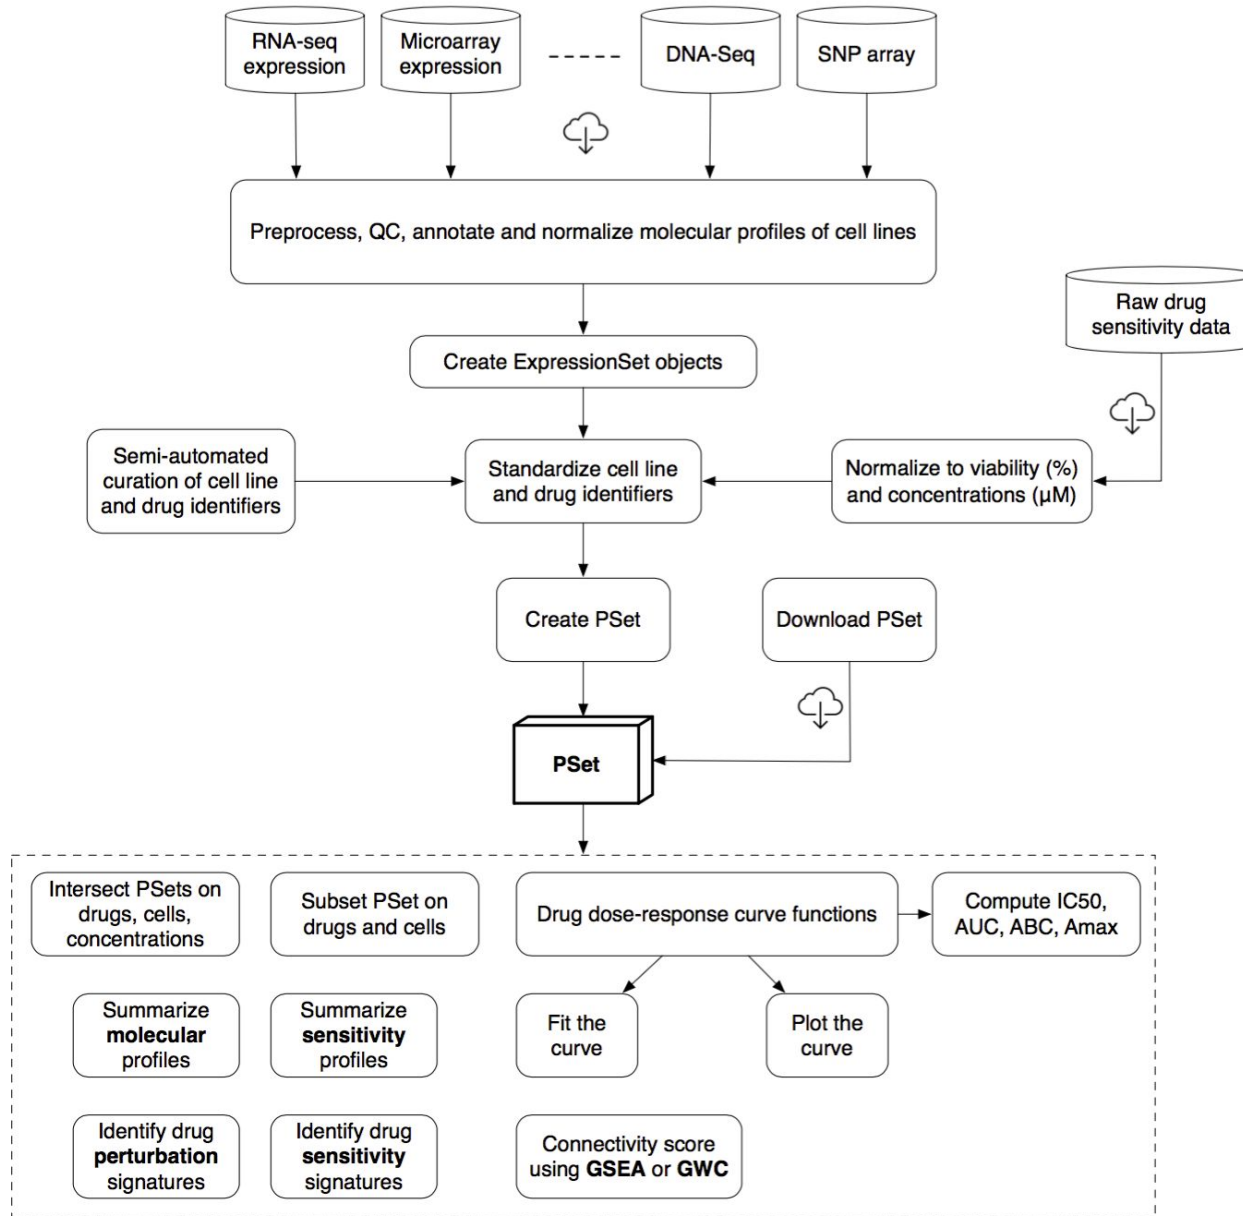 RNA-seq
expression
Microarray
expression
DNA-Seq
SNP array
Preprocess, QC, annotate and normalize molecular profiles of cell lines
Raw drug
sensitivity data
Create ExpressionSet objects
Semi-automated
curation of cell line
and drug identifiers
Standardize cell line
and drug identifiers
Normalize to viability (%)
and concentrations (µM)
Create PSet
Download PSet
PSet
Intersect PSets on
drugs, cells,
concentrations
Subset PSet on
drugs and cells
Drug dose-response curve functions
Compute IC50,
AUC, ABC, Amax
Summarize
molecular
profiles
Summarize
sensitivity
profiles
Fit the
curve
Plot the
curve
Identify drug
perturbation
signatures
Identify drug
sensitivity
signatures
Connectivity score
using GSEA or GWC